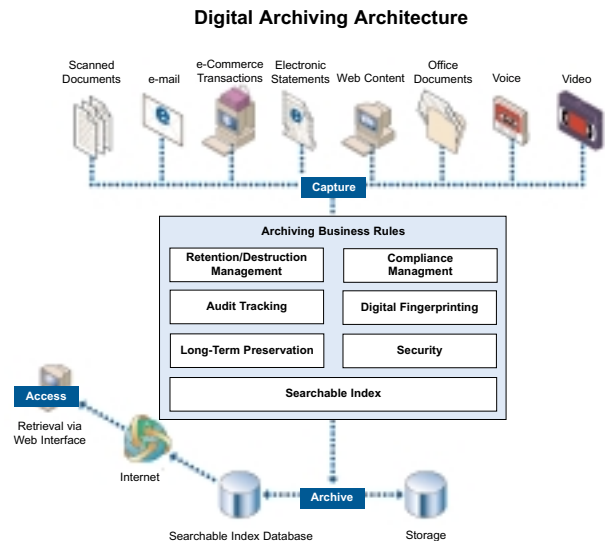 Digital Archiving Architecture
Scanned
Documents
e-mail
e-Commerce
Transactions
Electronic
Statements
Web Content
Office
Documents
Voice
Video
Capture
Archiving Business Rules
Retention/Destruction
Management
Compliance
Managment
Audit Tracking
Digital Fingerprinting
Long-Term Preservation
Security
Searchable Index
Access
Retrieval via
Web Interface
Internet
Archive
Searchable Index Database
Storage